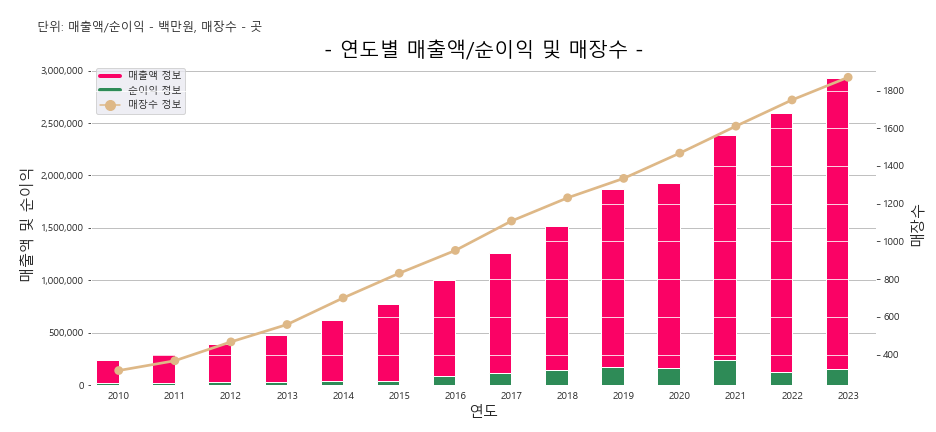 단위: 매출액/순이익 - 백만원, 매장수 - 곳
- 연도별 매출액/순이익 및 매장수 -
매출액 정보
순이익 정보
매장수 정보
매출액 및 순이익
3,000,000
2,500,000
2,000,000
1,500,000
1,000,000
500,000
0
1800
1600
1400
1200
1000
800
600
400
매장수
2010 2011 2012 2013 2014 2015 2016 2017 2018 2019 2020 2021 2022 2023
연도